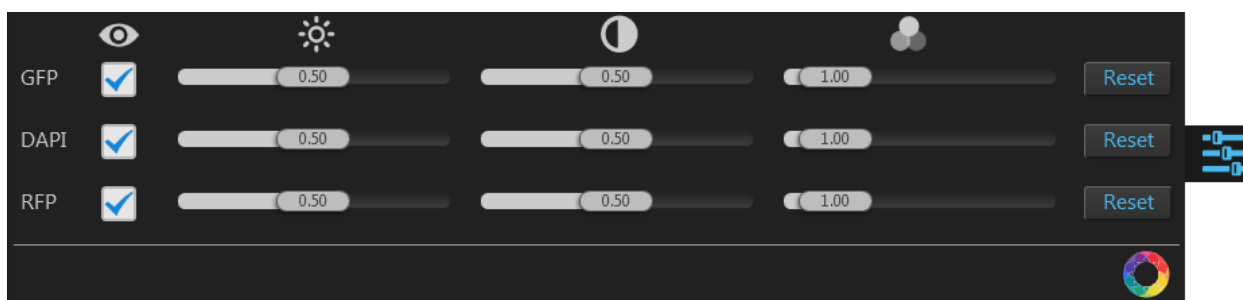 GFP 0.50 0.50 1.00 Reset
DAPI 0.50 0.50 1.00 Reset
RFP 0.50 0.50 1.00 Reset